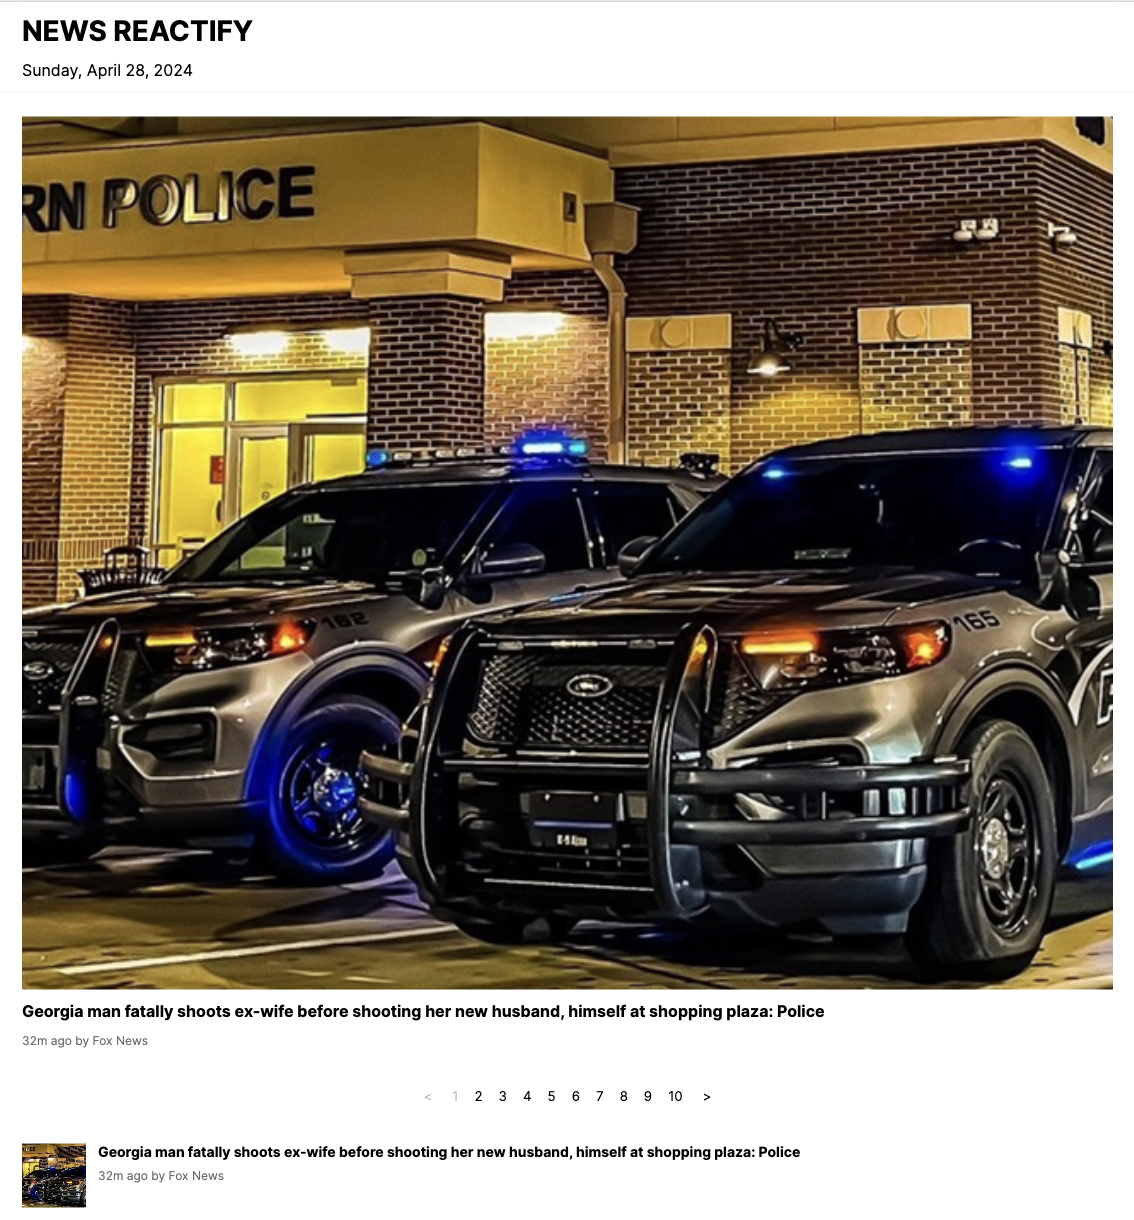 NEWS REACTIFY
Sunday, April 28, 2024
RN POLICE
162
165
Georgia man fatally shoots ex-wife before shooting her new husband, himself at shopping plaza: Police
32m ago by Fox News
< 1 2 3 4 5 6 7 8 9 10 >
Georgia man fatally shoots ex-wife before shooting her new husband, himself at shopping plaza: Police
32m ago by Fox News